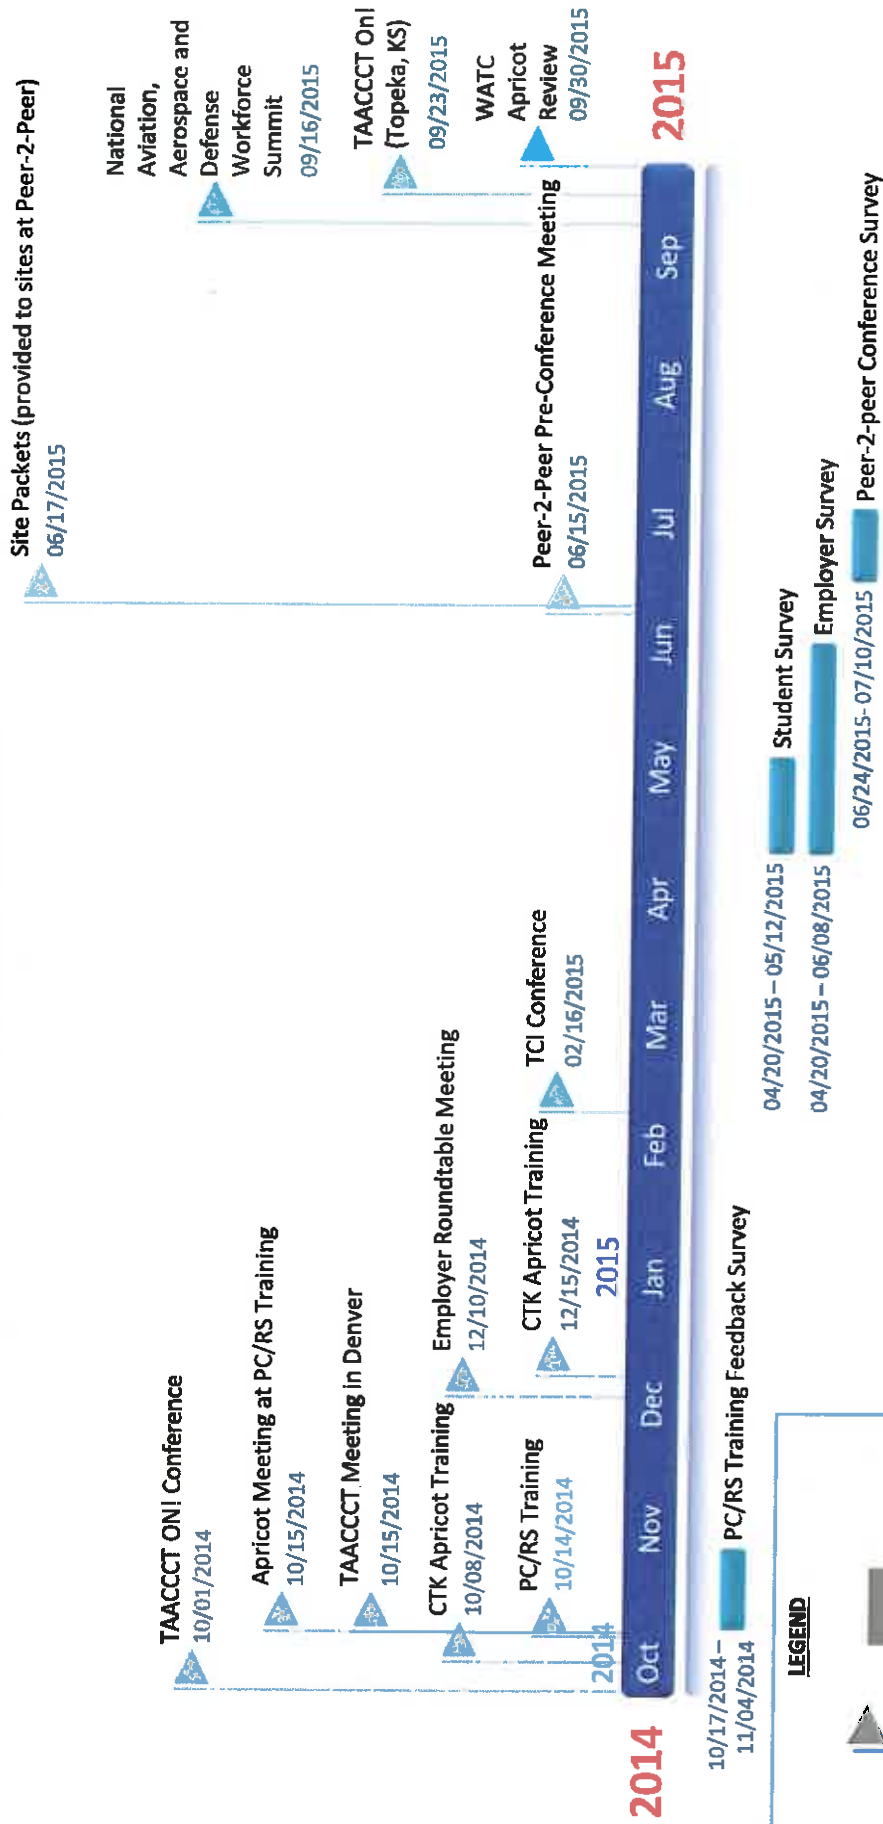 TAACCCT ON! Conference
10/01/2014
Apricot Meeting at PC/RS Training
10/15/2014
TAACCCT Meeting in Denver
10/15/2014
CTK Apricot Training
10/08/2014
PC/RS Training
10/14/2014
Employer Roundtable Meeting
12/10/2014
CTK Apricot Training
12/15/2014
TCI Conference
02/16/2015
Site Packets (provided to sites at Peer-2-Peer)
06/17/2015
Peer-2-Peer Pre-Conference Meeting
06/15/2015
National
Aviation,
Aerospace and
Defense
Workforce
Summit
09/16/2015
TAACCCT On!
(Topeka, KS)
09/23/2015
WATC
Apricot
Review
09/30/2015
2014
2015
2014
Oct Nov Dec Jan Feb Mar Apr May Jun Jul Aug Sep
2015
10/17/2014 –
11/04/2014
PC/RS Training Feedback Survey
04/20/2015 – 05/12/2015 Student Survey
04/20/2015 – 06/08/2015 Employer Survey
06/24/2015- 07/10/2015 Peer-2-peer Conference Survey
LEGEND